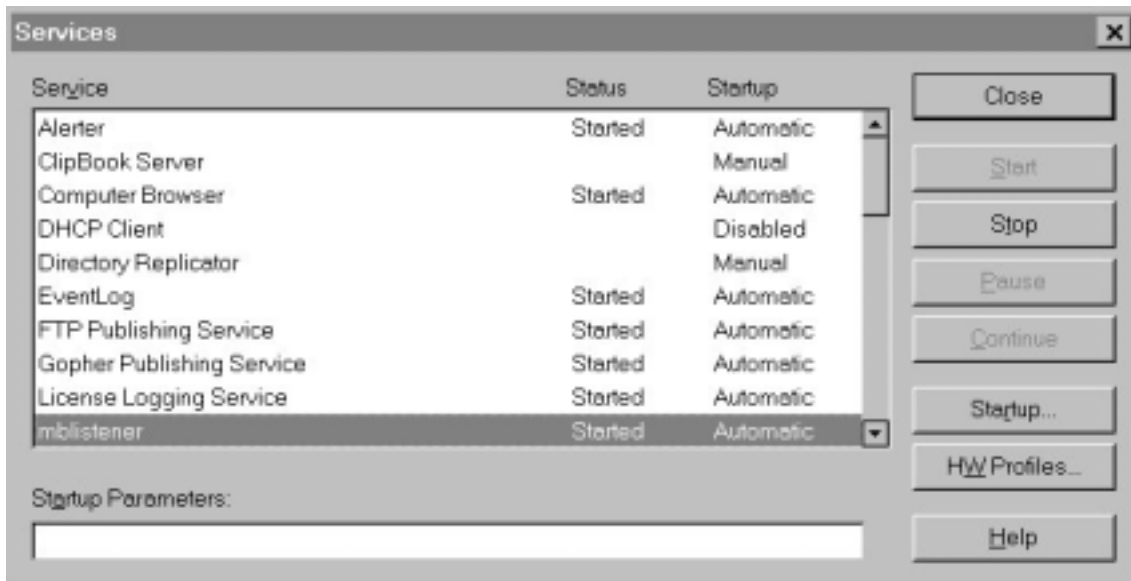 Services
Service Status Startup
Alerter Started Automatic
ClipBook Server Manual
Computer Browser Started Automatic
DHCP Client Disabled
Directory Replicator Manual
EventLog Started Automatic
FTP Publishing Service Started Automatic
Gopher Publishing Service Started Automatic
License Logging Service Started Automatic
mblistener Started Automatic
Startup Parameters:
Close
Start
Stop
Pause
Continue
Startup...
HW Profiles...
Help